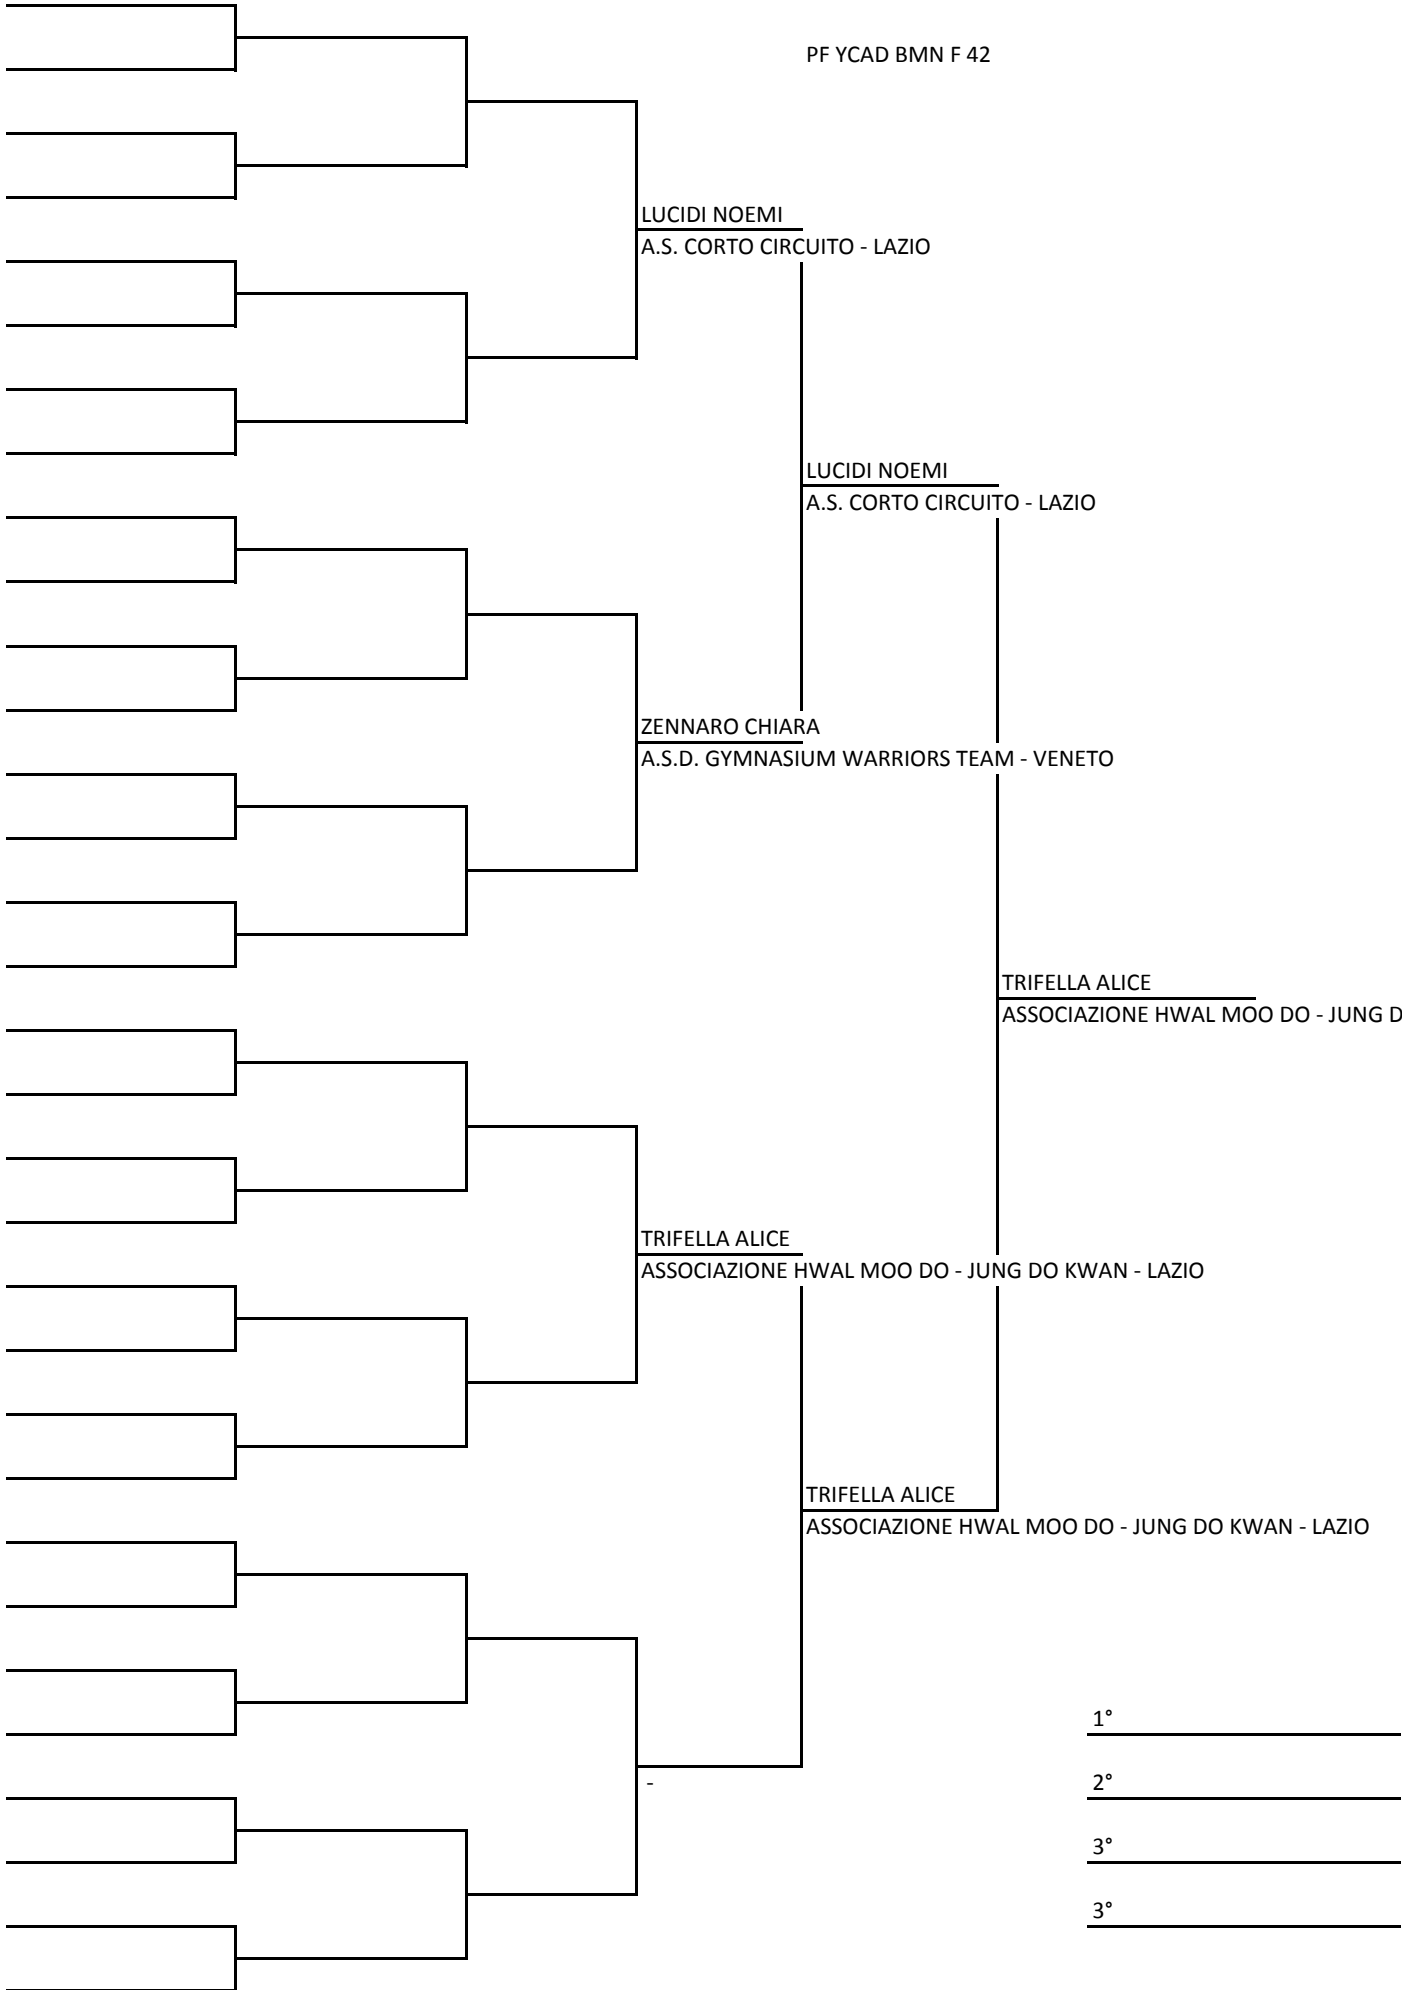 PF YCAD BMN F 42
LUCIDI NOEMI
A.S. CORTO CIRCUITO - LAZIO
LUCIDI NOEMI
A.S. CORTO CIRCUITO - LAZIO
ZENNARO CHIARA
A.S.D. GYMNASIUM WARRIORS TEAM - VENETO
TRIFELLA ALICE
ASSOCIAZIONE HWAL MOO DO - JUNG D
TRIFELLA ALICE
ASSOCIAZIONE HWAL MOO DO - JUNG DO KWAN - LAZIO
TRIFELLA ALICE
ASSOCIAZIONE HWAL MOO DO - JUNG DO KWAN - LAZIO
1°
-
2°
3°
3°